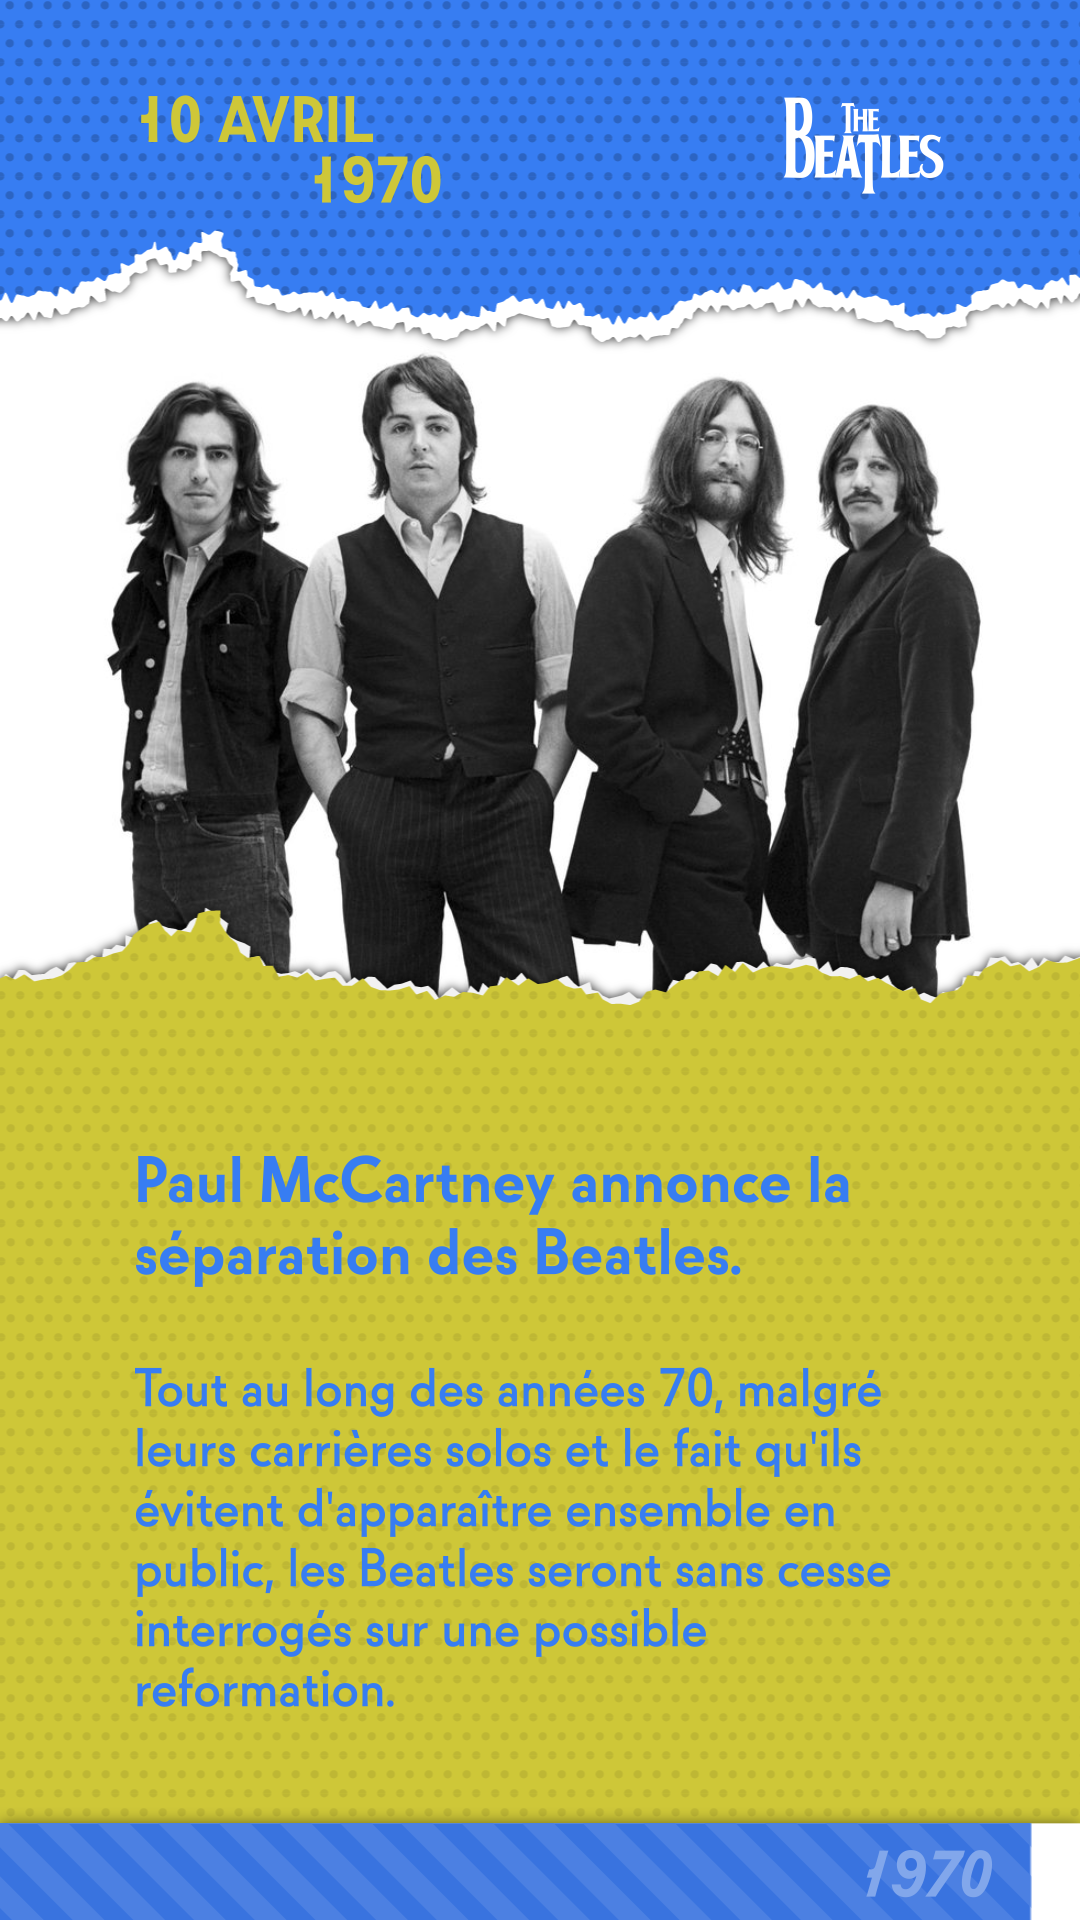 10 AVRIL
1970
THE
BEATLES
Paul McCartney annonce la
séparation des Beatles.
Tout au long des années 70, malgré
leurs carrières solos et le fait qu'ils
évitent d'apparaître ensemble en
public, les Beatles seront sans cesse
interrogés sur une possible
reformation.
1970